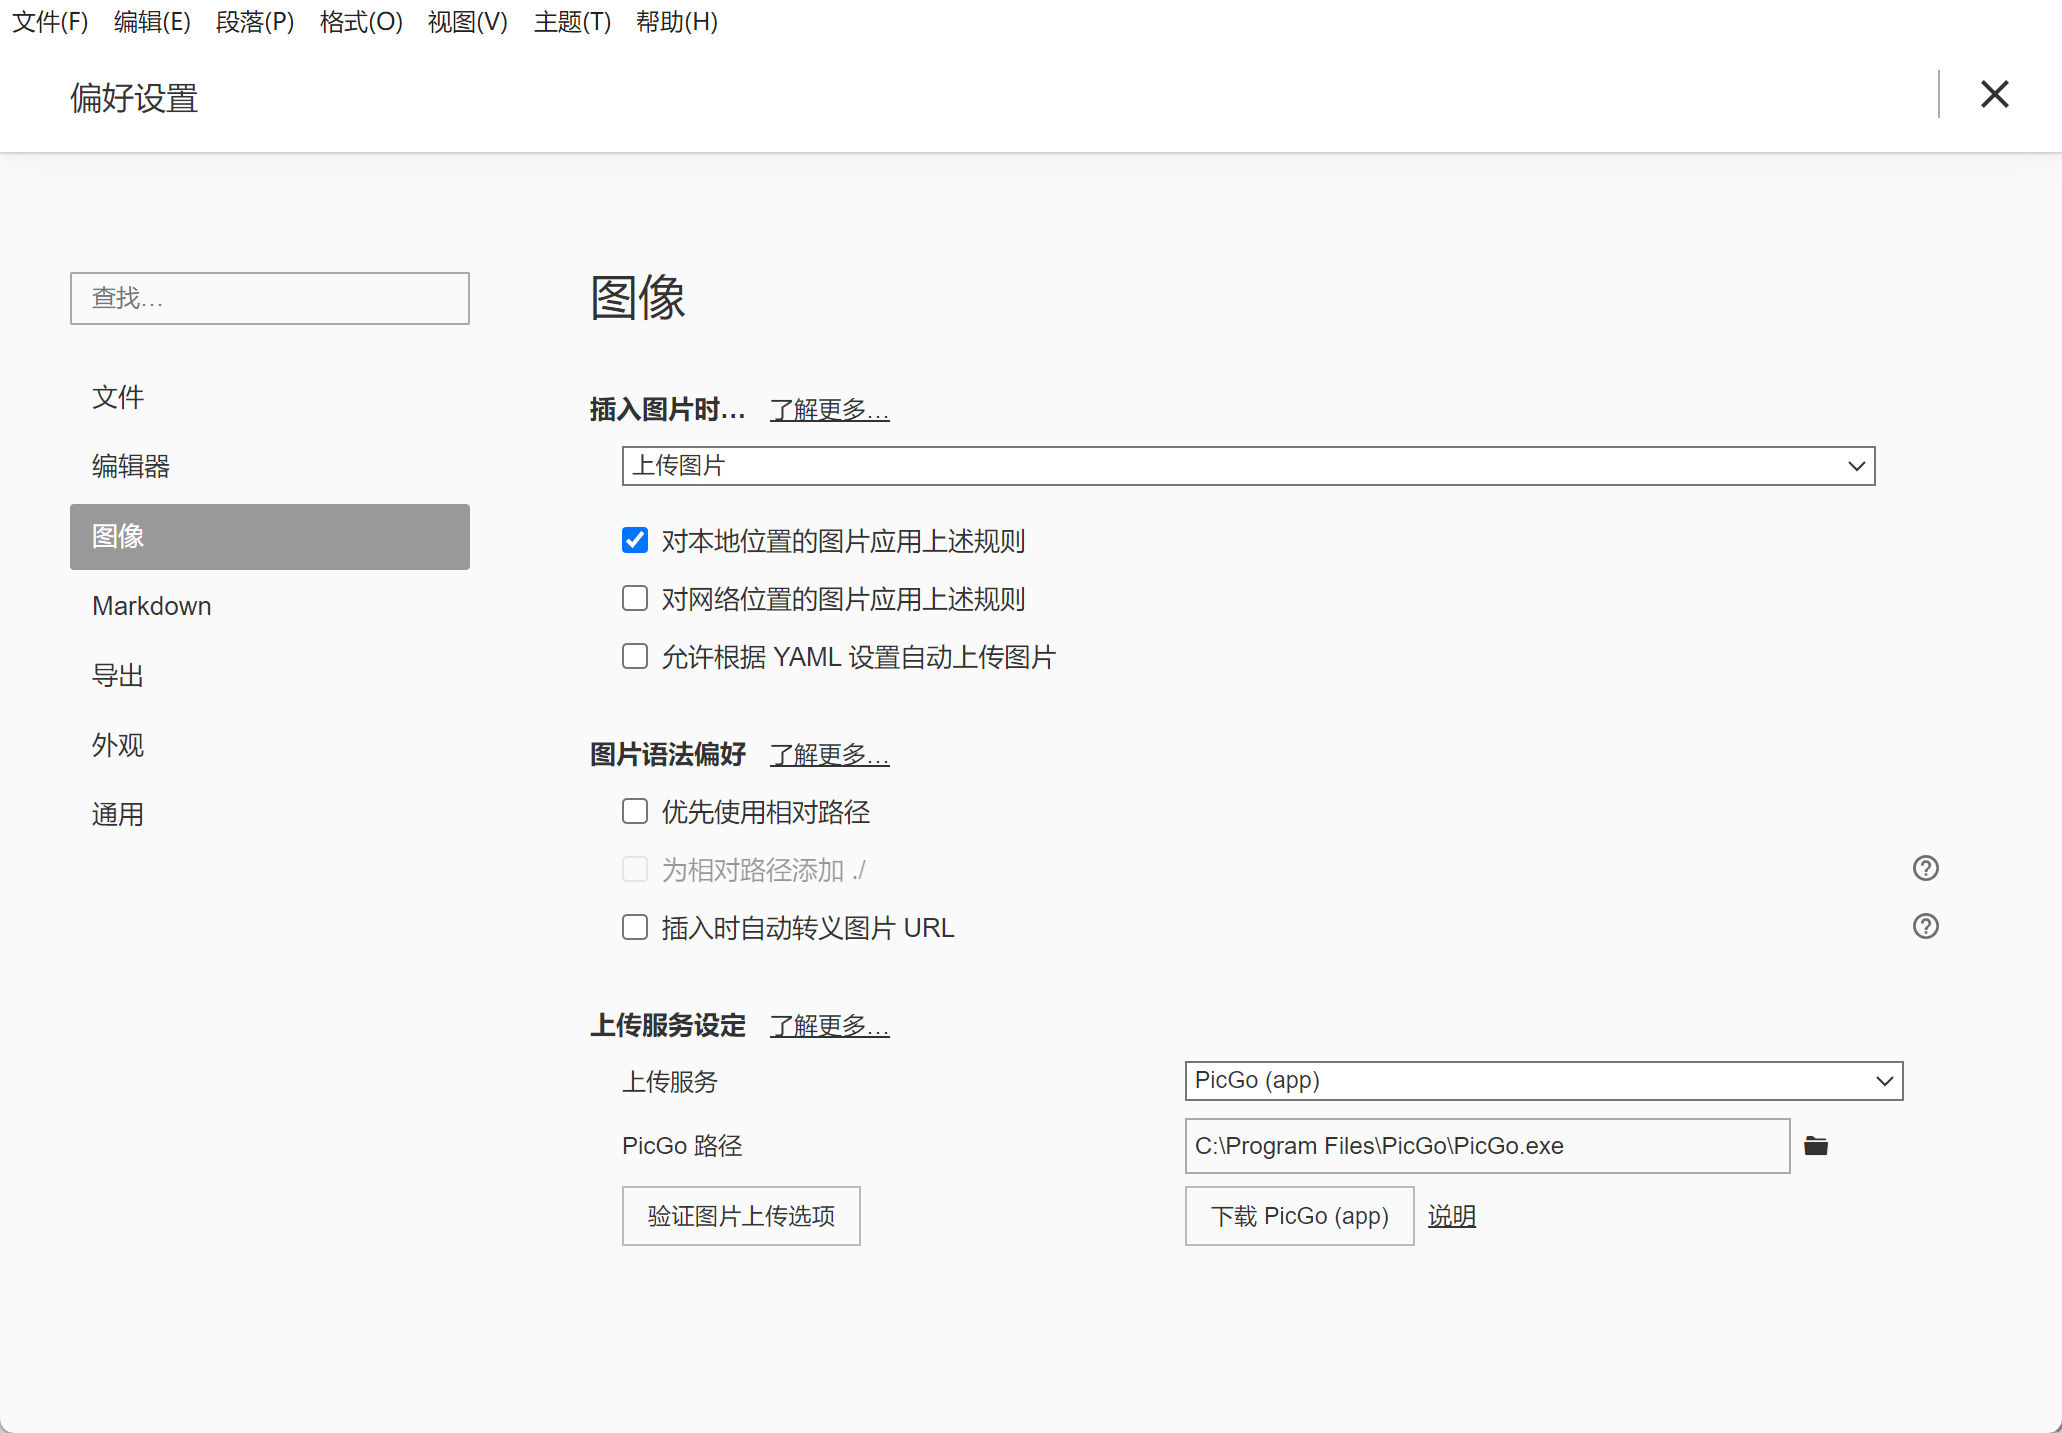 文件(F) 编辑(E) 段落(P) 格式(O) 视图(V) 主题(T) 帮助(H)
偏好设置
查找...
文件
编辑器
图像
Markdown
导出
外观
通用
图像
插入图片时... 了解更多...
上传图片
对本地位置的图片应用上述规则
对网络位置的图片应用上述规则
允许根据 YAML 设置自动上传图片
图片语法偏好 了解更多...
优先使用相对路径
为相对路径添加 ./
插入时自动转义图片 URL
上传服务设定 了解更多...
上传服务 PicGo (app)
PicGo 路径 C:\Program Files\PicGo\PicGo.exe
验证图片上传选项 下载 PicGo (app) 说明